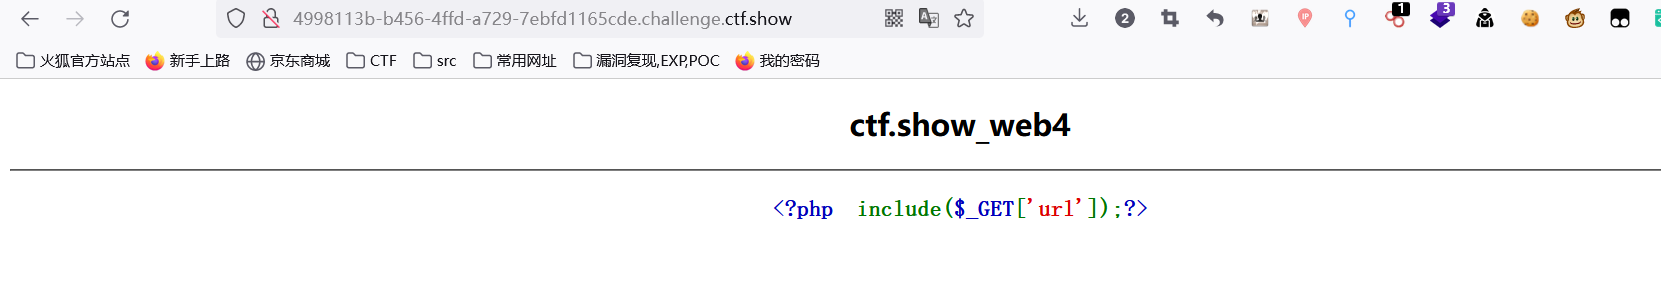 4998113b-b456-4ffd-a729-7ebfd1165cde.challenge.ctf.show 2 IP 1 3
火狐官方站点 新手上路 京东商城 CTF src 常用网址 漏洞复现,EXP,POC 我的密码
ctf.show_web4
<?php  include($_GET['url']);?>